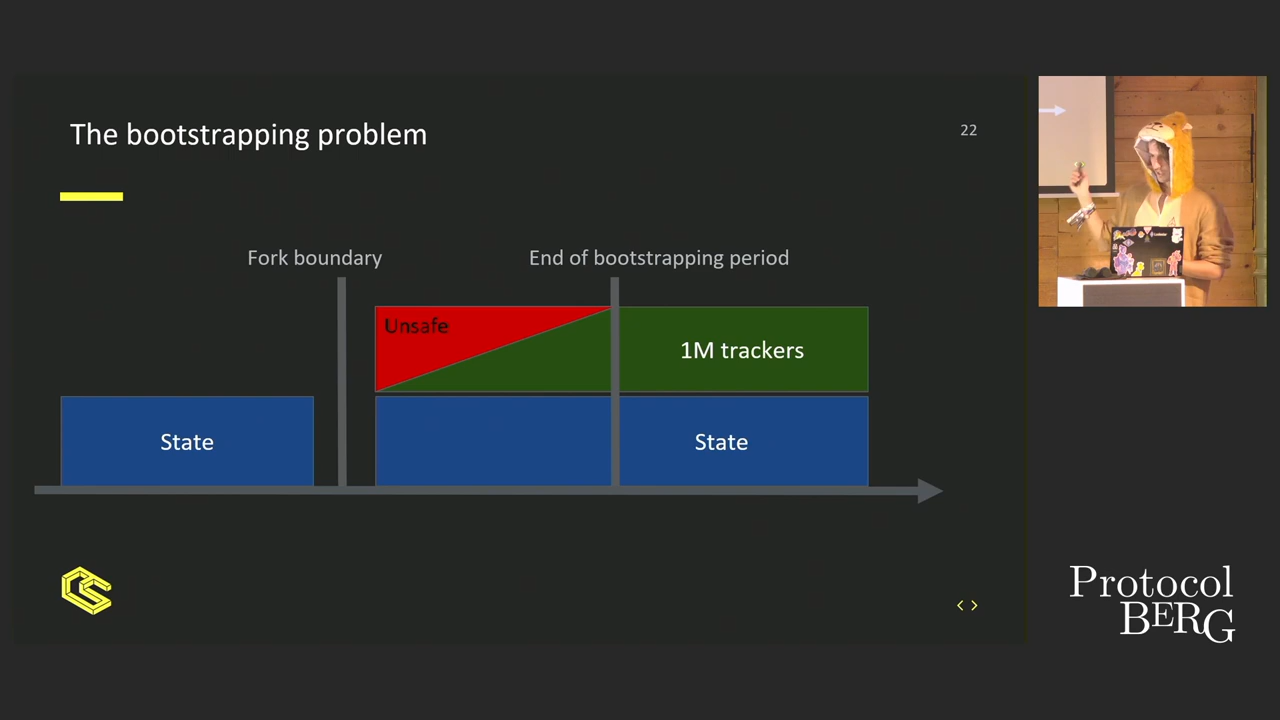 The bootstrapping problem
22
Fork boundary
End of bootstrapping period
Unsafe
1M trackers
State
State
< >
Protocol
BERG